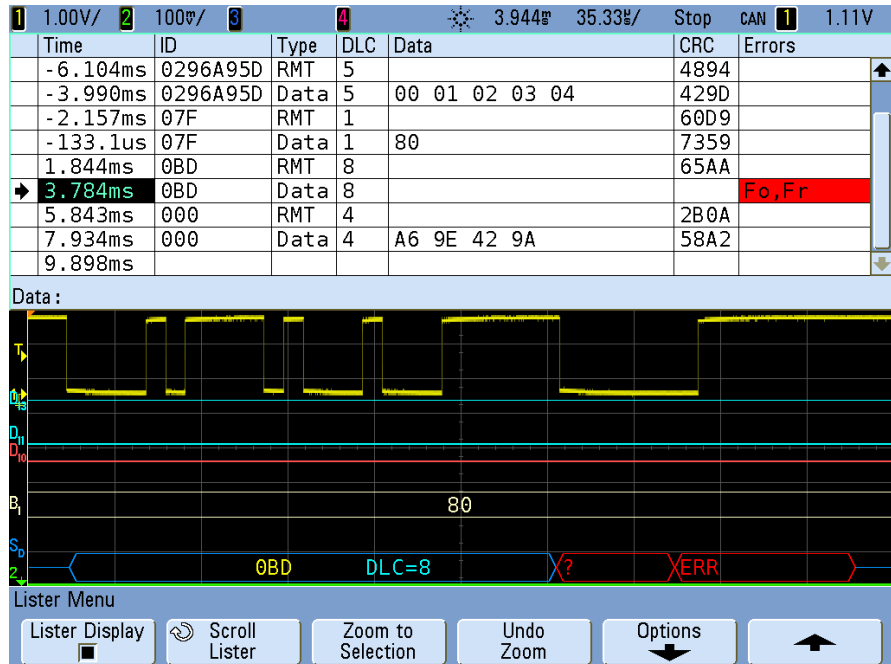 1 1.00V/ 2 100mV/ 3 4 3.944m 35.33us/ Stop CAN 1 1.11V
Time ID Type DLC Data CRC Errors
-6.104ms 0296A95D RMT 5 4894
-3.990ms 0296A95D Data 5 00 01 02 03 04 429D
-2.157ms 07F RMT 1 60D9
-133.1us 07F Data 1 80 7359
1.844ms 0BD RMT 8 65AA
3.784ms 0BD Data 8 Fo,Fr
5.843ms 000 RMT 4 2B0A
7.934ms 000 Data 4 A6 9E 42 9A 58A2
9.898ms
Data:
T
D11
D10
B1 80
SD
2 0BD DLC=8 ? ERR
Lister Menu
Lister Display
Scroll Lister
Zoom to Selection
Undo Zoom
Options